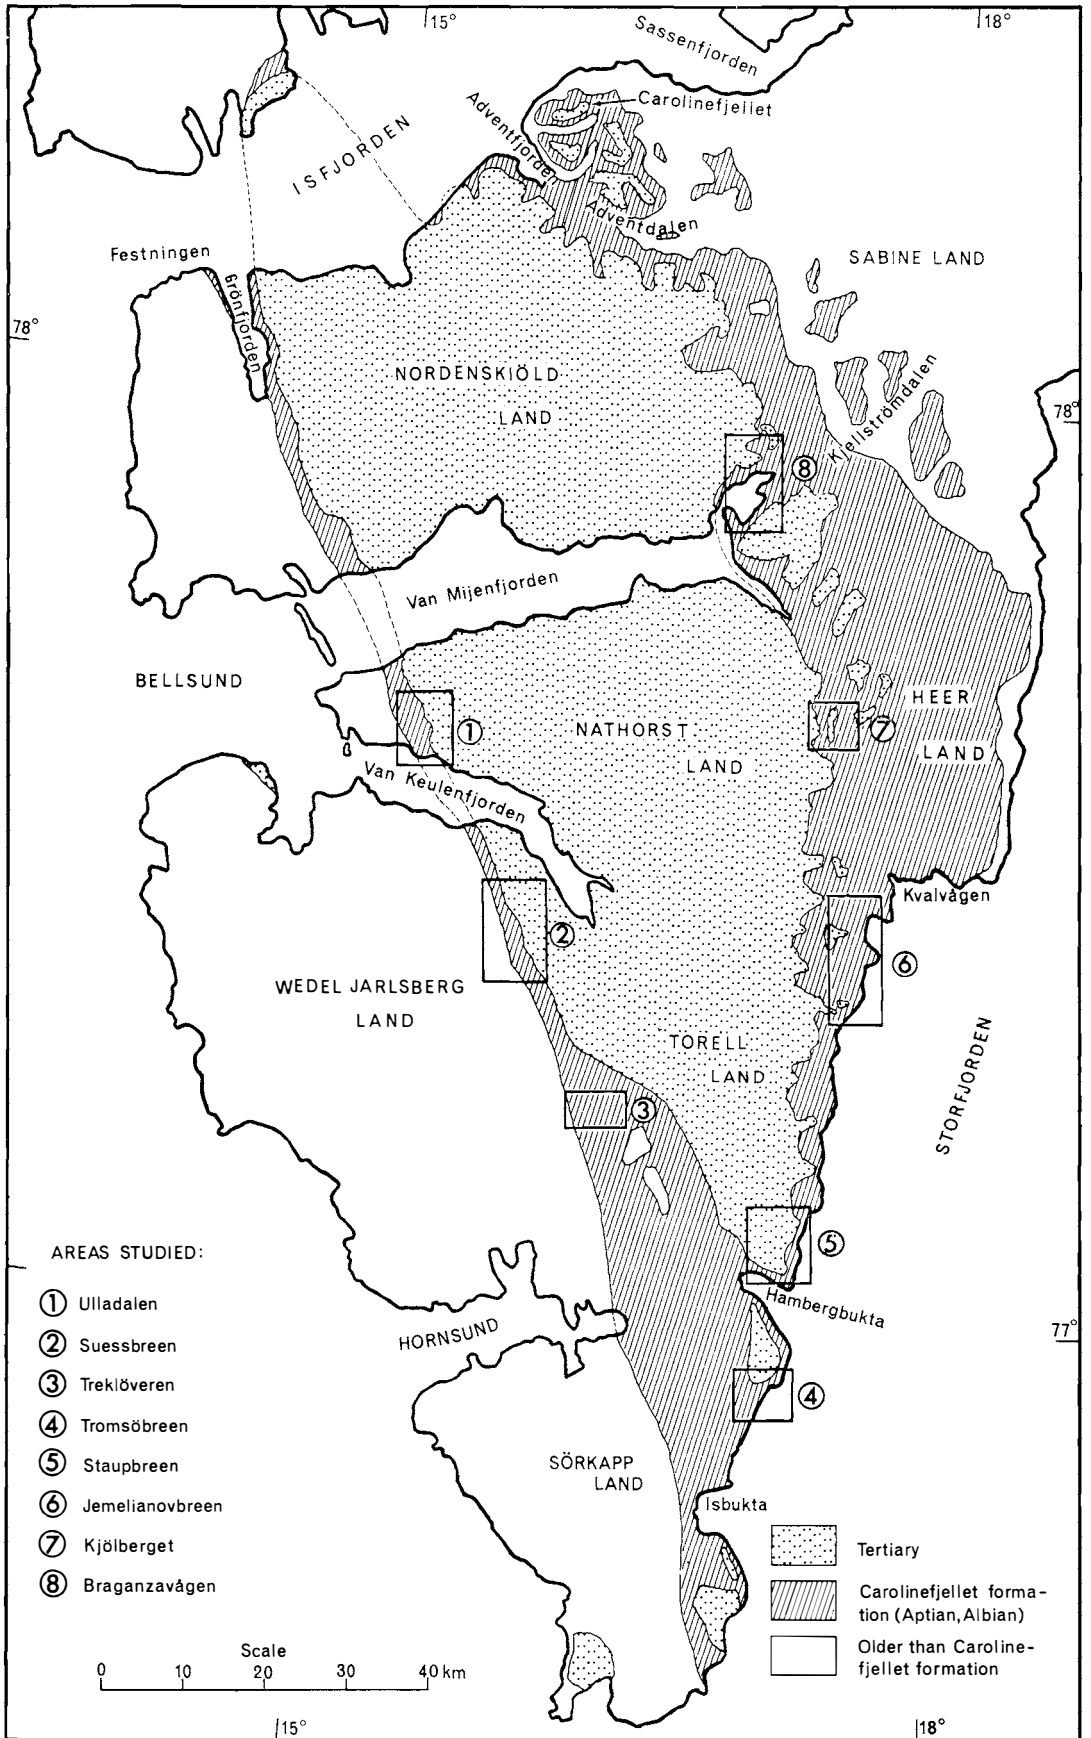 15°
18°
Sassenfjorden
Carolinefjellet
Adventfjorden
ISFJORDEN
Adventdalen
Festningen
SABINE LAND
Grönfjorden
78°
NORDENSKIÖLD
LAND
Kjellströmdalen
78°
8
Van Mijenfjorden
BELLSUND
HEER
LAND
1
NATHORST
LAND
7
Van Keulenfjorden
Kvalvågen
2
6
WEDEL JARLSBERG
LAND
TORELL
LAND
STORFJORDEN
3
5
AREAS STUDIED:
1 Ulladalen
2 Suessbreen
3 Treklöveren
4 Tromsöbreen
5 Staupbreen
6 Jemelianovbreen
7 Kjölberget
8 Braganzavågen
Hambergbukta
HORNSUND
77°
4
SÖRKAPP
LAND
Isbukta
Tertiary
Carolinefjellet forma-
tion (Aptian, Albian)
Older than Caroline-
fjellet formation
Scale
0 10 20 30 40 km
15°
18°